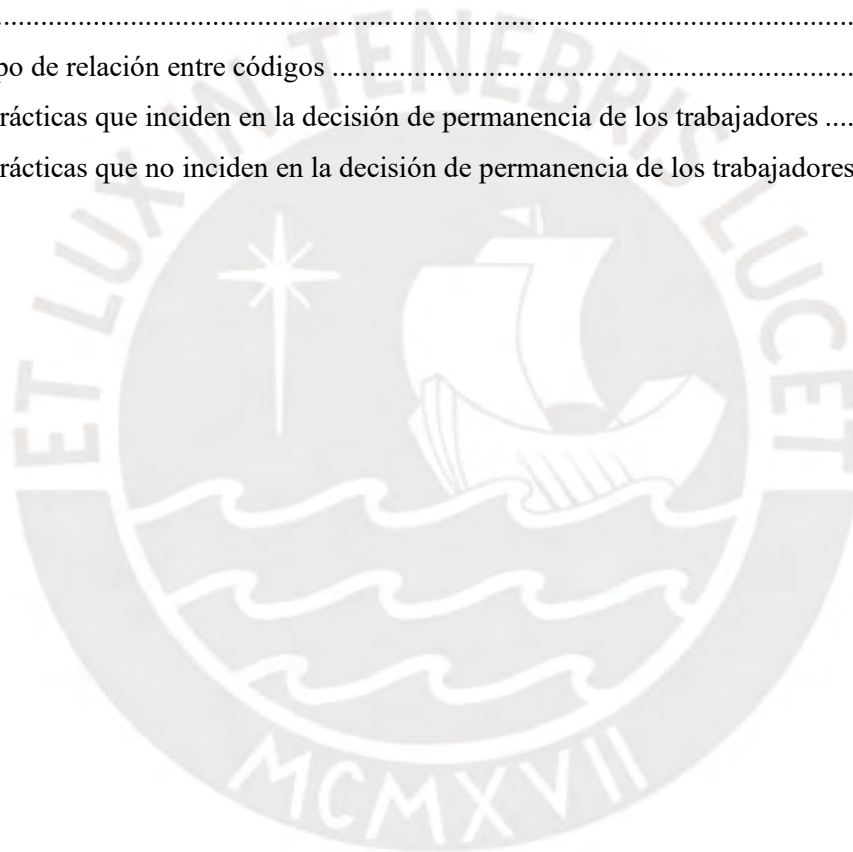 ..........................................................................................................................
po de relación entre códigos ......................................................................
rácticas que inciden en la decisión de permanencia de los trabajadores ....
rácticas que no inciden en la decisión de permanencia de los trabajadores
ET LUX IN TENEBRIS LUCET
MCMXVII